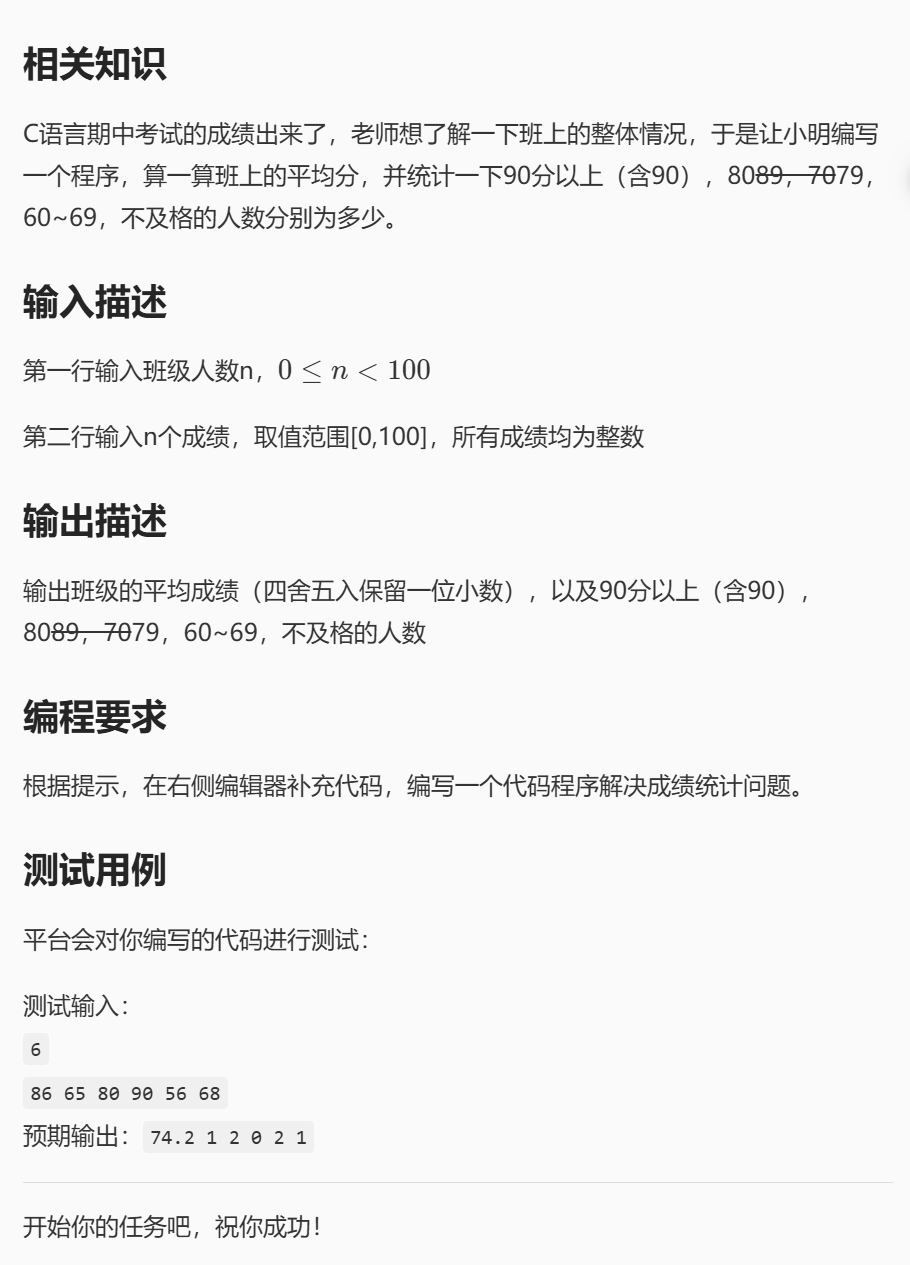 相关知识
C语言期中考试的成绩出来了，老师想了解一下班上的整体情况，于是让小明编写
一个程序，算一算班上的平均分，并统计一下90分以上（含90），8089，7079，
60~69，不及格的人数分别为多少。
输入描述
第一行输入班级人数n，0 ≤ n < 100
第二行输入n个成绩，取值范围[0,100]，所有成绩均为整数
输出描述
输出班级的平均成绩（四舍五入保留一位小数），以及90分以上（含90），
8089，7079，60~69，不及格的人数
编程要求
根据提示，在右侧编辑器补充代码，编写一个代码程序解决成绩统计问题。
测试用例
平台会对你编写的代码进行测试：
测试输入：
6
86 65 80 90 56 68
预期输出： 74.2 1 2 0 2 1
开始你的任务吧，祝你成功！